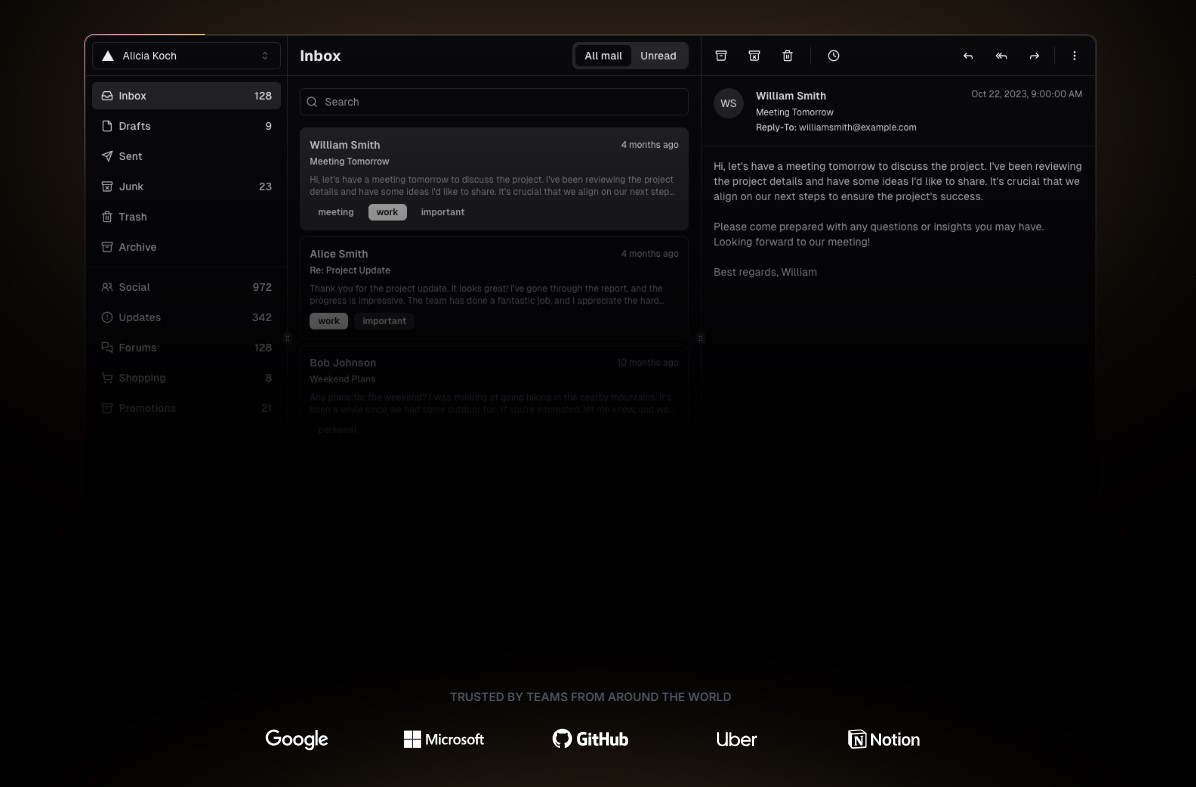 Alicia Koch
Inbox 128
Drafts 9
Sent
Junk 23
Trash
Archive
Social 972
Updates 342
Forums 128
Shopping 8
Promotions 21
Inbox
All mail Unread
Search
William Smith 4 months ago
Meeting Tomorrow
Hi, let's have a meeting tomorrow to discuss the project. I've been reviewing the project
details and have some ideas I'd like to share. It's crucial that we align on our next step...
meeting work important
Alice Smith 4 months ago
Re: Project Update
Thank you for the project update. It looks great! I've gone through the report, and the
progress is impressive. The team has done a fantastic job, and I appreciate the hard...
work important
Bob Johnson 10 months ago
Weekend Plans
Any plans for the weekend? I was thinking of going hiking in the nearby mountains. It's
been a while since we had some outdoor fun. If you're interested, let me know, and we...
personal
WS
William Smith Oct 22, 2023, 9:00:00 AM
Meeting Tomorrow
Reply-To: williamsmith@example.com
Hi, let's have a meeting tomorrow to discuss the project. I've been reviewing
the project details and have some ideas I'd like to share. It's crucial that we
align on our next steps to ensure the project's success.
Please come prepared with any questions or insights you may have.
Looking forward to our meeting!
Best regards, William
TRUSTED BY TEAMS FROM AROUND THE WORLD
Google Microsoft GitHub Uber Notion